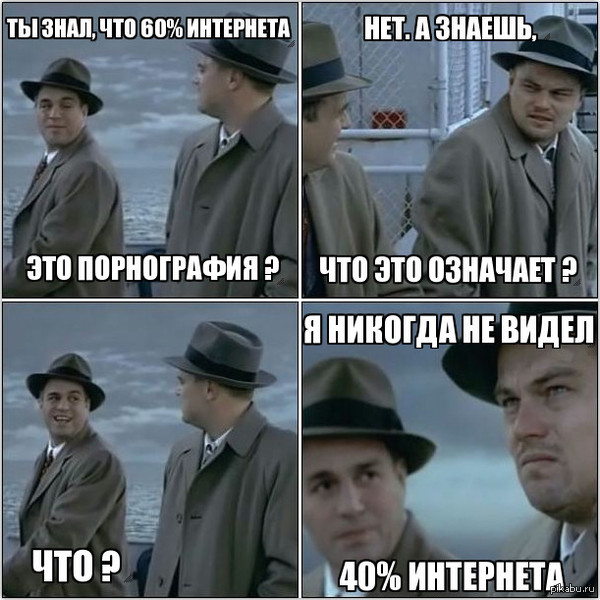 ТЫ ЗНАЛ, ЧТО 60% ИНТЕРНЕТА
ЭТО ПОРНОГРАФИЯ ?
НЕТ. А ЗНАЕШЬ,
ЧТО ЭТО ОЗНАЧАЕТ ?
ЧТО ?
Я НИКОГДА НЕ ВИДЕЛ
40% ИНТЕРНЕТА
pikabu.ru